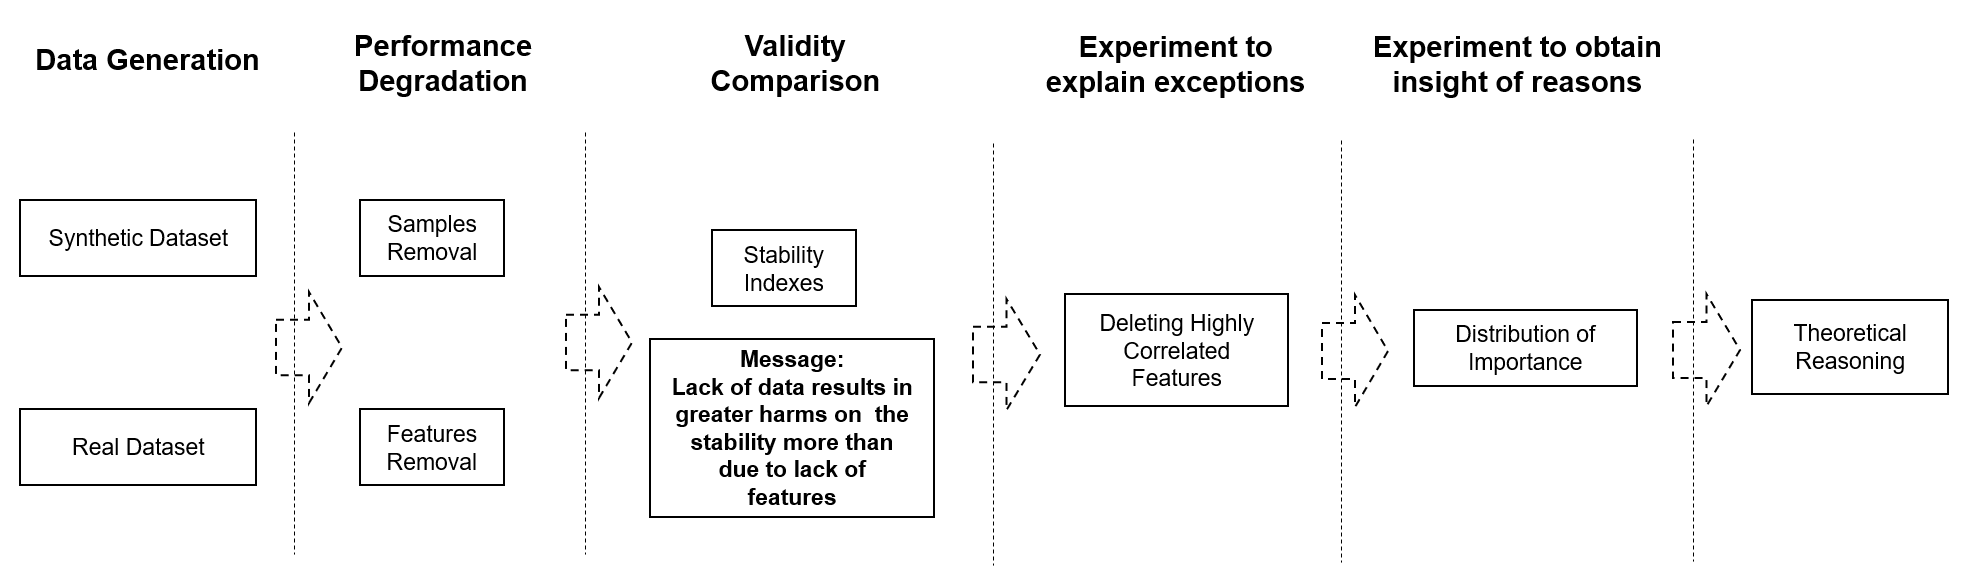 Data Generation
Performance
Degradation
Validity
Comparison
Experiment to
explain exceptions
Experiment to obtain
insight of reasons
Synthetic Dataset
Real Dataset
Samples
Removal
Features
Removal
Stability
Indexes
Message:
Lack of data results in
greater harms on the
stability more than
due to lack of
features
Deleting Highly
Correlated
Features
Distribution of
Importance
Theoretical
Reasoning